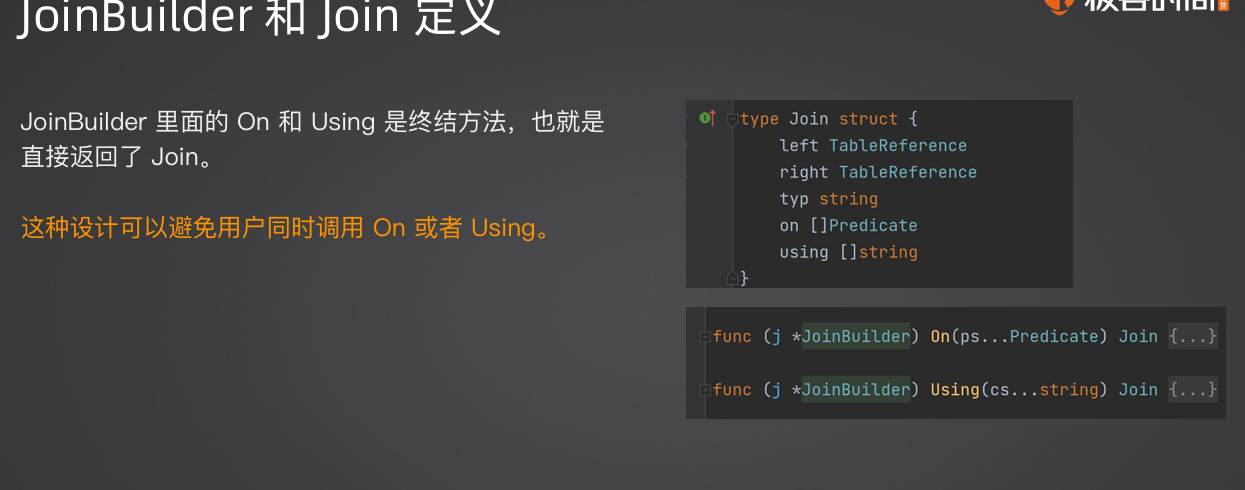 JoinBuilder 和 Join 定义
极客时间
JoinBuilder 里面的 On 和 Using 是终结方法，也就是
直接返回了 Join。
这种设计可以避免用户同时调用 On 或者 Using。
type Join struct {
left TableReference
right TableReference
typ string
on []Predicate
using []string
}
func (j *JoinBuilder) On(ps...Predicate) Join {...}
func (j *JoinBuilder) Using(cs...string) Join {...}